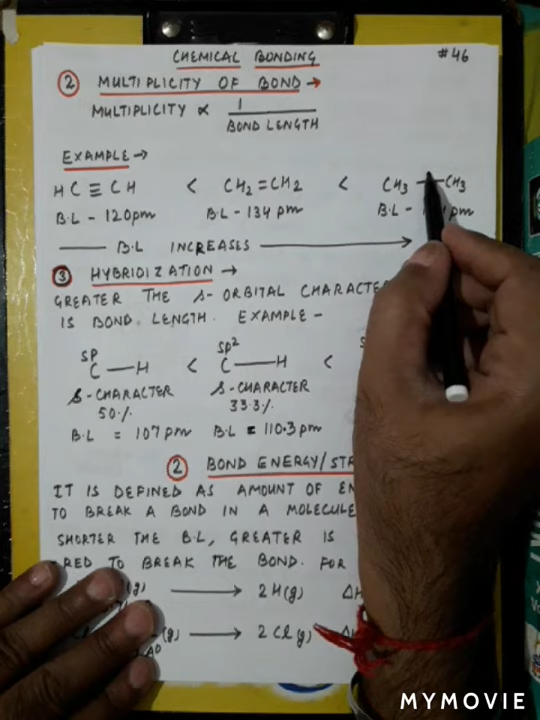 CHEMICAL BONDING #46
② MULTIPLICITY OF BOND →
MULTIPLICITY ∝ 1 / BOND LENGTH
EXAMPLE →
HC≡CH < CH₂=CH₂ < CH₃—CH₃
B.L - 120pm B.L - 134 pm B.L - pm
B.L INCREASES →
③ HYBRIDIZATION →
GREATER THE s-ORBITAL CHARACTER
IS BOND LENGTH. EXAMPLE -
sp sp²
C—H < C—H <
s-CHARACTER s-CHARACTER
50% 33.3%
B.L = 107 pm B.L = 110.3 pm
② BOND ENERGY/
IT IS DEFINED AS AMOUNT OF
TO BREAK A BOND IN A MOLECULE
SHORTER THE B.L, GREATER IS
RED TO BREAK THE BOND. FOR
(g) → 2H(g)
(g) → 2Cl(g)
MYMOVIE